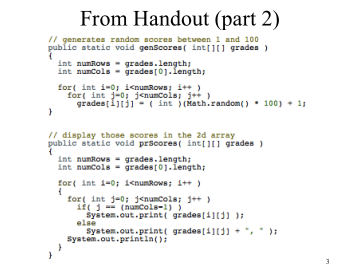 From Handout (part 2)
// generates random scores between 1 and 100
public static void genScores( int[][] grades )
{
int numRows = grades.length;
int numCols = grades[0].length;
for( int i=0; i<numRows; i++ )
for( int j=0; j<numCols; j++ )
grades[i][j] = ( int )(Math.random() * 100) + 1;
}
// display those scores in the 2d array
public static void prScores( int[][] grades )
{
int numRows = grades.length;
int numCols = grades[0].length;
for( int i=0; i<numRows; i++ )
{
for( int j=0; j<numCols; j++ )
if( j == (numCols-1) )
System.out.print( grades[i][j] );
else
System.out.print( grades[i][j] + ", " );
System.out.println();
}
}
3